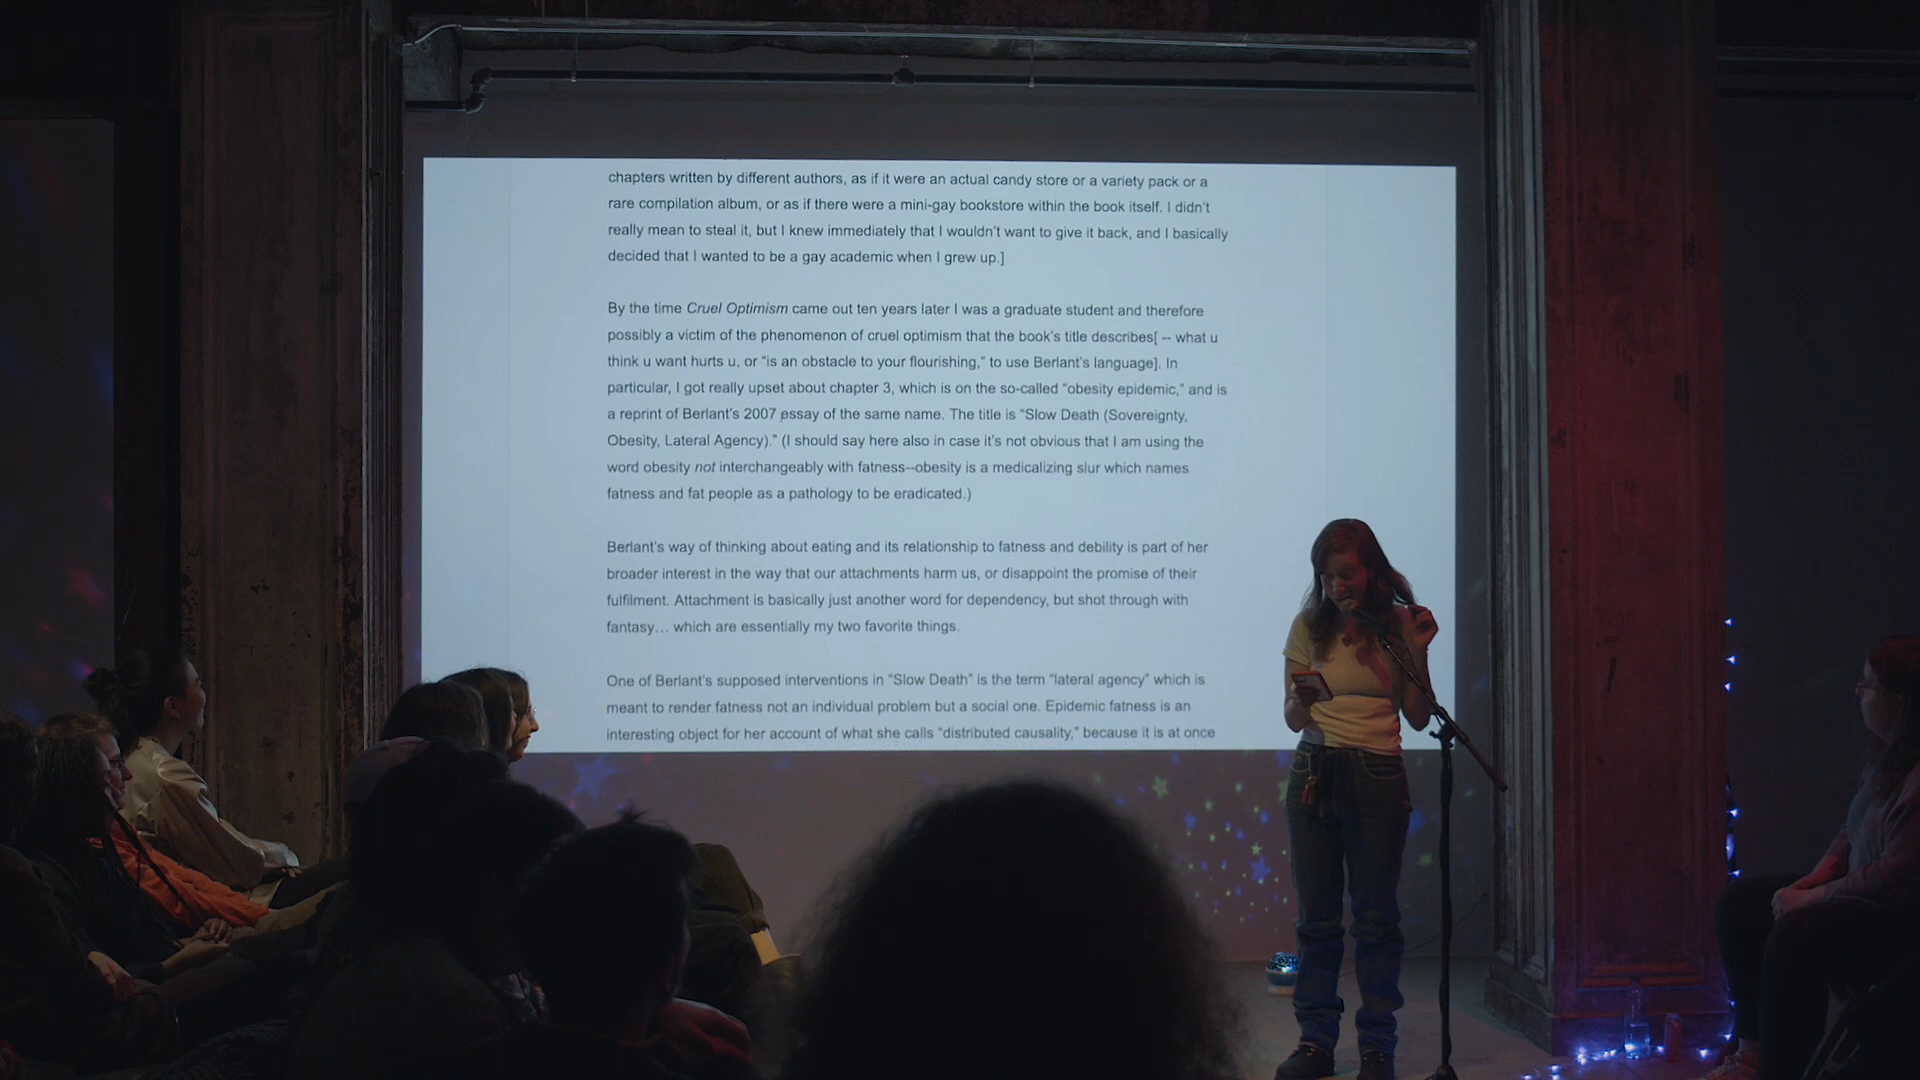 chapters written by different authors, as if it were an actual candy store or a variety pack or a
rare compilation album, or as if there were a mini-gay bookstore within the book itself. I didn't
really mean to steal it, but I knew immediately that I wouldn't want to give it back, and I basically
decided that I wanted to be a gay academic when I grew up.]
By the time Cruel Optimism came out ten years later I was a graduate student and therefore
possibly a victim of the phenomenon of cruel optimism that the book's title describes[ -- what u
think u want hurts u, or "is an obstacle to your flourishing," to use Berlant's language]. In
particular, I got really upset about chapter 3, which is on the so-called "obesity epidemic," and is
a reprint of Berlant's 2007 essay of the same name. The title is "Slow Death (Sovereignty,
Obesity, Lateral Agency)." (I should say here also in case it's not obvious that I am using the
word obesity not interchangeably with fatness--obesity is a medicalizing slur which names
fatness and fat people as a pathology to be eradicated.)
Berlant's way of thinking about eating and its relationship to fatness and debility is part of her
broader interest in the way that our attachments harm us, or disappoint the promise of their
fulfilment. Attachment is basically just another word for dependency, but shot through with
fantasy… which are essentially my two favorite things.
One of Berlant's supposed interventions in "Slow Death" is the term "lateral agency" which is
meant to render fatness not an individual problem but a social one. Epidemic fatness is an
interesting object for her account of what she calls "distributed causality," because it is at once